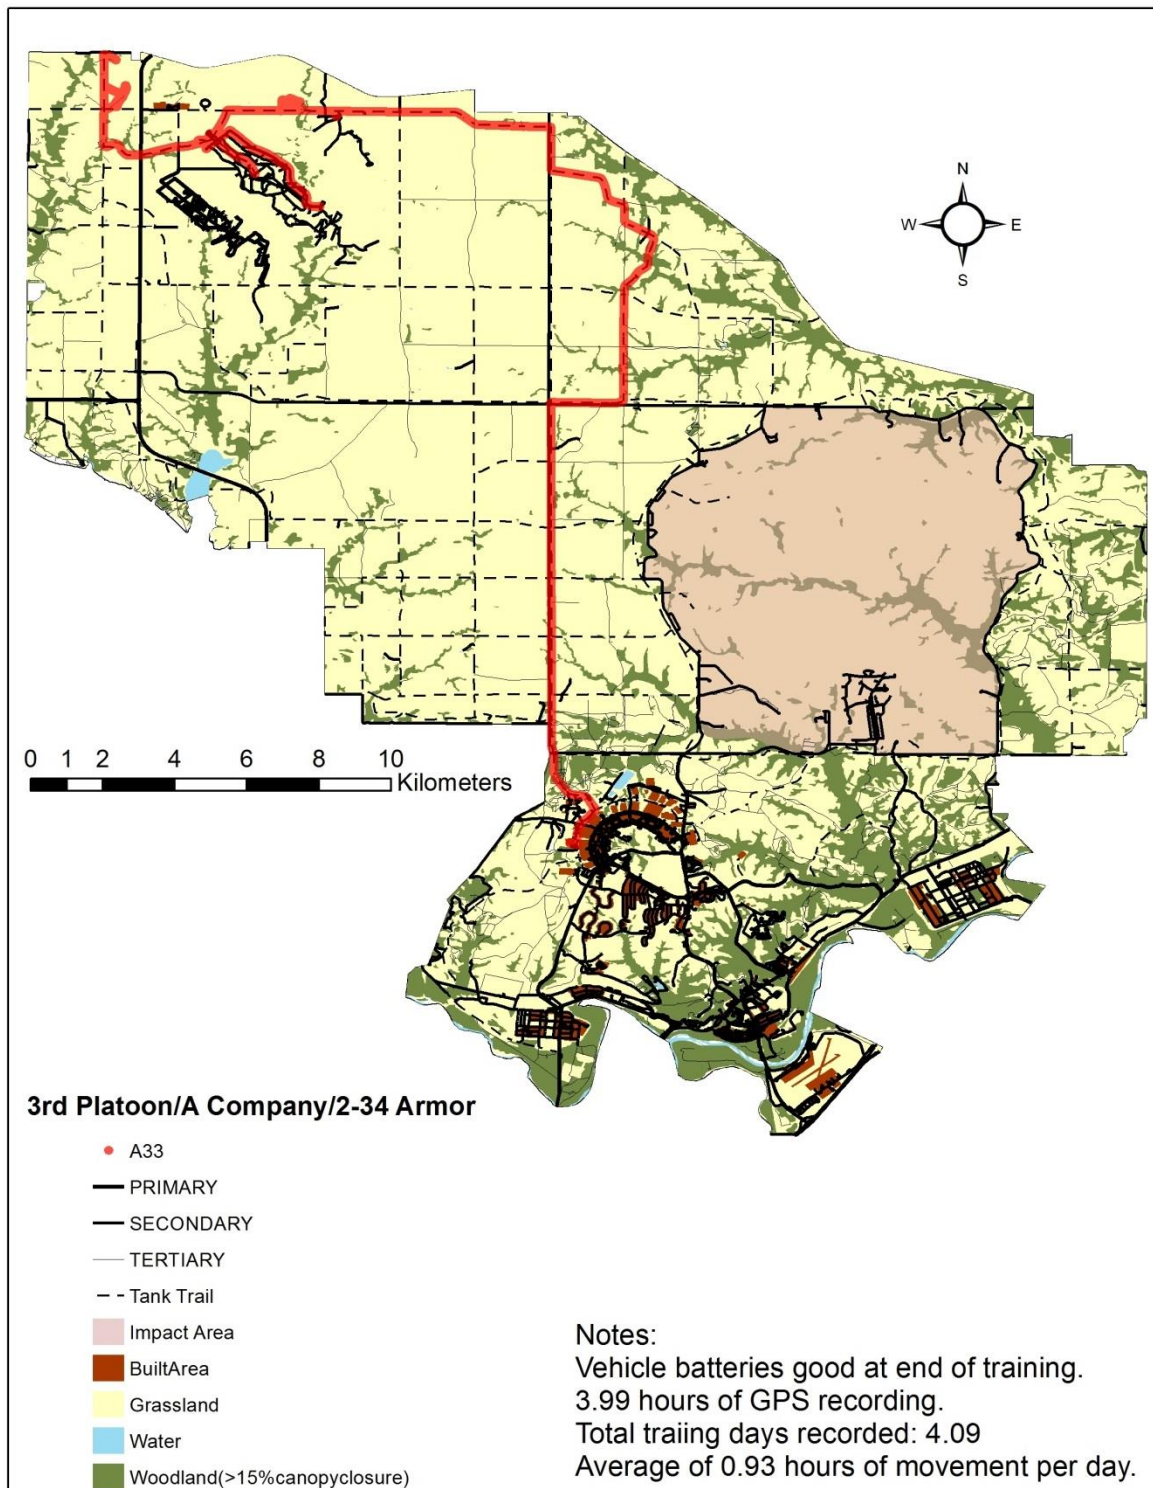 N
W E
S
0 1 2 4 6 8 10
Kilometers
3rd Platoon/A Company/2-34 Armor
A33
PRIMARY
SECONDARY
TERTIARY
Tank Trail
Impact Area
BuiltArea
Grassland
Water
Woodland(>15%canopyclosure)
Notes:
Vehicle batteries good at end of training.
3.99 hours of GPS recording.
Total traiing days recorded: 4.09
Average of 0.93 hours of movement per day.